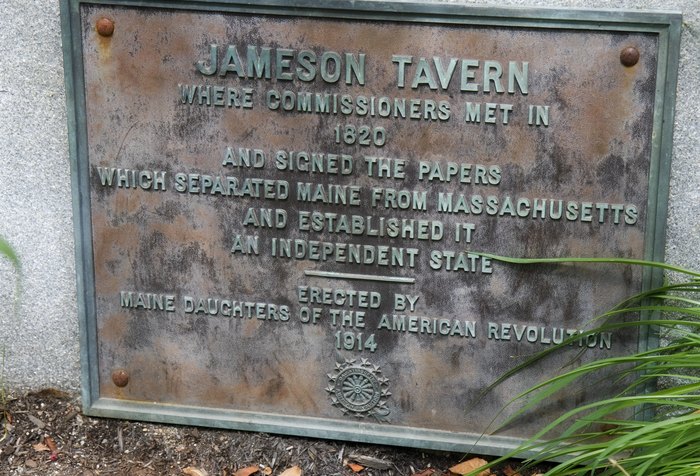 JAMESON TAVERN
WHERE COMMISSIONERS MET IN
1820
AND SIGNED THE PAPERS
WHICH SEPARATED MAINE FROM MASSACHUSETTS
AND ESTABLISHED IT
AN INDEPENDENT STATE
ERECTED BY
MAINE DAUGHTERS OF THE AMERICAN REVOLUTION
1914